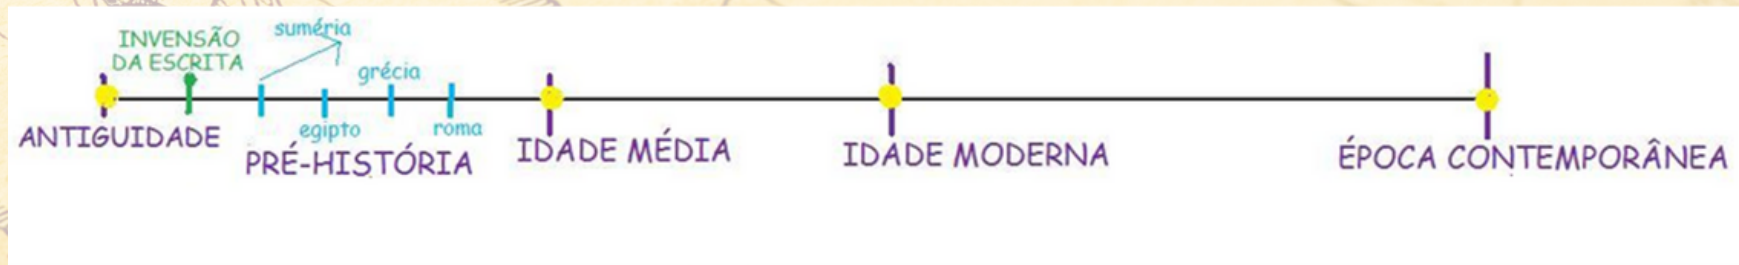 INVENSÃO
DA ESCRITA
suméria
grécia
ANTIGUIDADE
egipto
roma
PRÉ-HISTÓRIA
IDADE MÉDIA
IDADE MODERNA
ÉPOCA CONTEMPORÂNEA